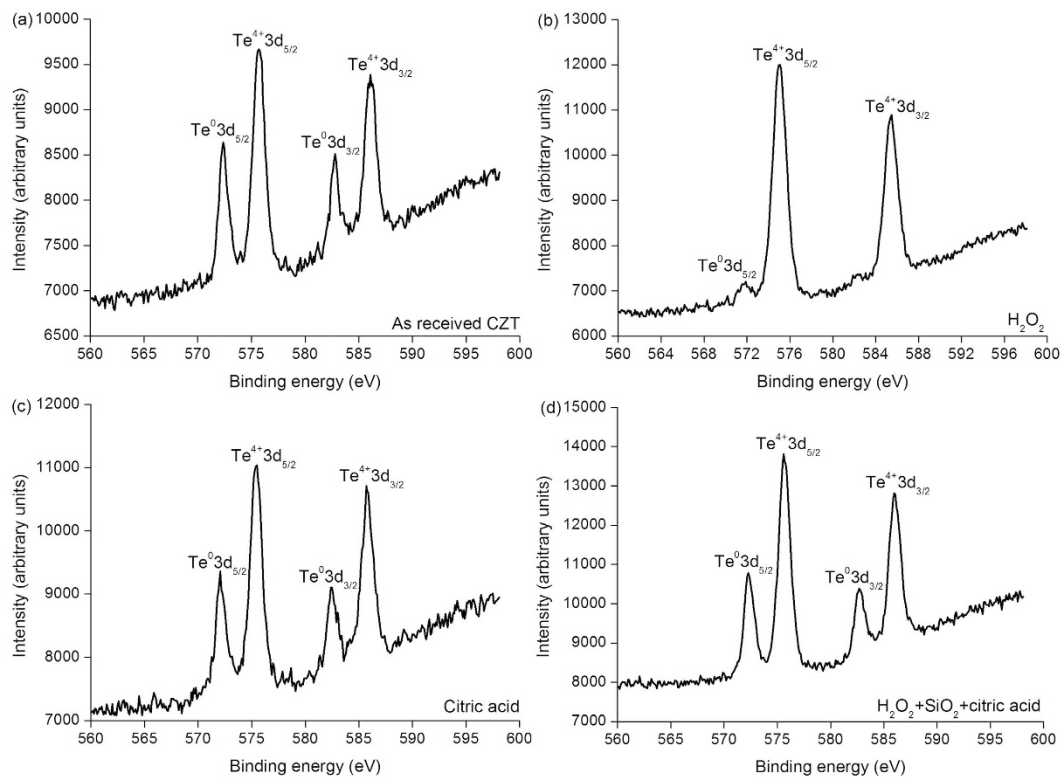 (a)
10000
9500
9000
8500
8000
7500
7000
6500
Intensity (arbitrary units)
Te⁴⁺3d₅/₂
Te⁴⁺3d₃/₂
Te⁰3d₅/₂
Te⁰3d₃/₂
As received CZT
560 565 570 575 580 585 590 595 600
Binding energy (eV)
(b)
13000
12000
11000
10000
9000
8000
7000
6000
Intensity (arbitrary units)
Te⁴⁺3d₅/₂
Te⁴⁺3d₃/₂
Te⁰3d₅/₂
H₂O₂
560 564 568 572 576 580 584 588 592 596 600
Binding energy (eV)
(c)
12000
11000
10000
9000
8000
7000
Intensity (arbitrary units)
Te⁴⁺3d₅/₂
Te⁴⁺3d₃/₂
Te⁰3d₅/₂
Te⁰3d₃/₂
Citric acid
560 565 570 575 580 585 590 595 600
Binding energy (eV)
(d)
15000
14000
13000
12000
11000
10000
9000
8000
7000
Intensity (arbitrary units)
Te⁴⁺3d₅/₂
Te⁴⁺3d₃/₂
Te⁰3d₅/₂
Te⁰3d₃/₂
H₂O₂+SiO₂+citric acid
560 565 570 575 580 585 590 595 600
Binding energy (eV)